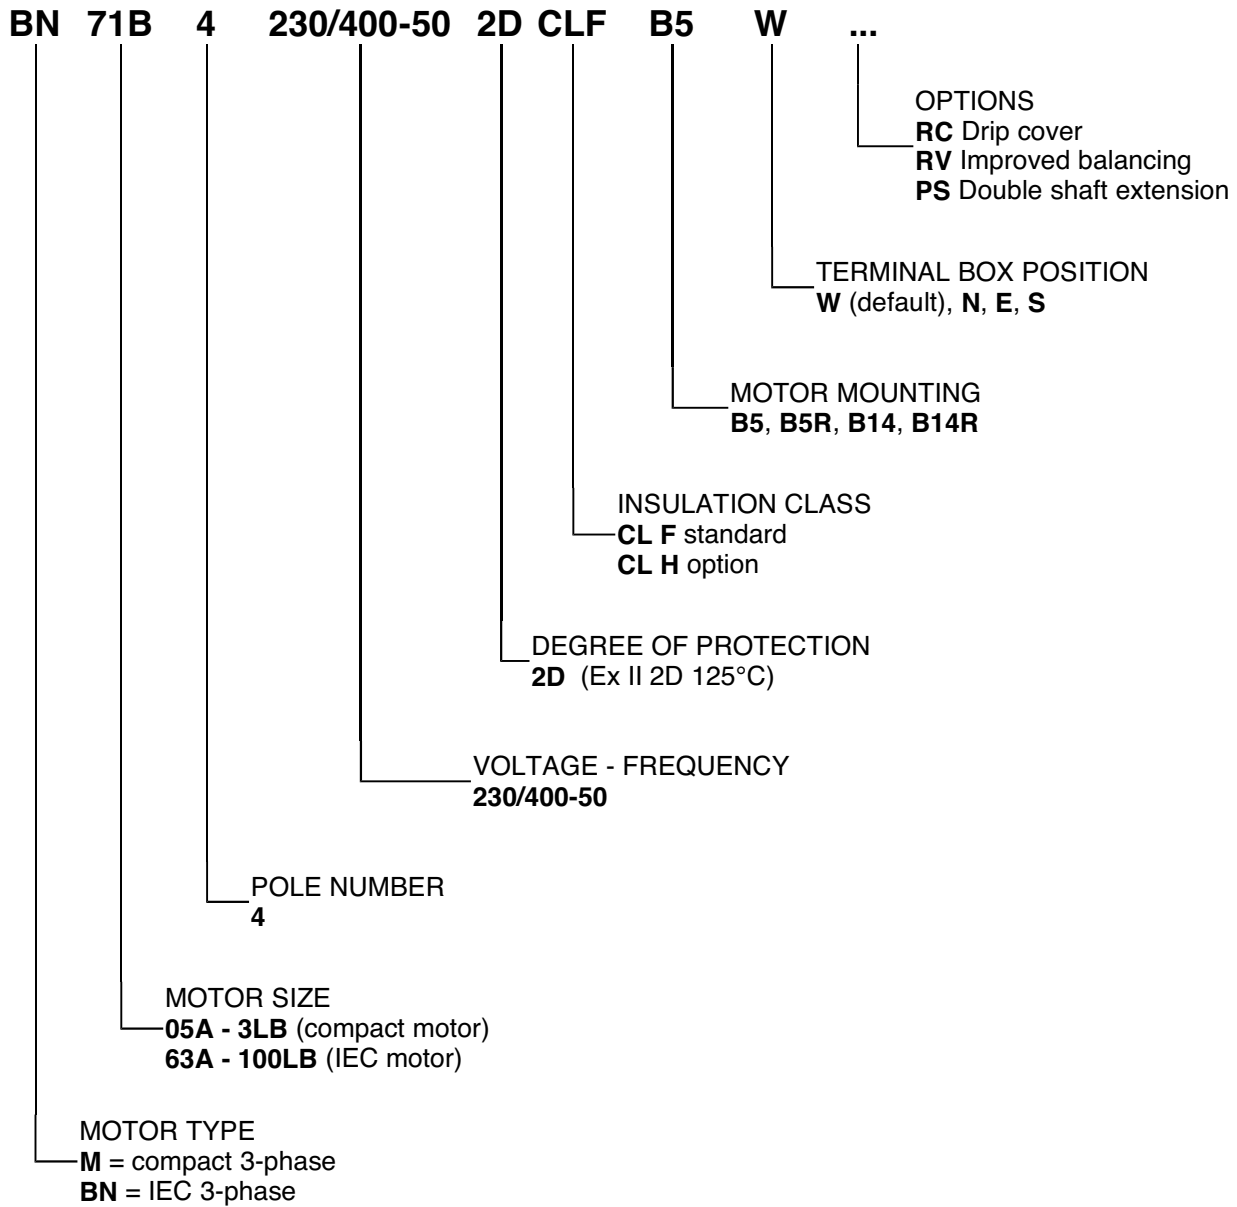 BN 71B 4 230/400-50 2D CLF B5 W ...
OPTIONS
RC Drip cover
RV Improved balancing
PS Double shaft extension
TERMINAL BOX POSITION
W (default), N, E, S
MOTOR MOUNTING
B5, B5R, B14, B14R
INSULATION CLASS
CL F standard
CL H option
DEGREE OF PROTECTION
2D (Ex II 2D 125°C)
VOLTAGE - FREQUENCY
230/400-50
POLE NUMBER
4
MOTOR SIZE
05A - 3LB (compact motor)
63A - 100LB (IEC motor)
MOTOR TYPE
M = compact 3-phase
BN = IEC 3-phase